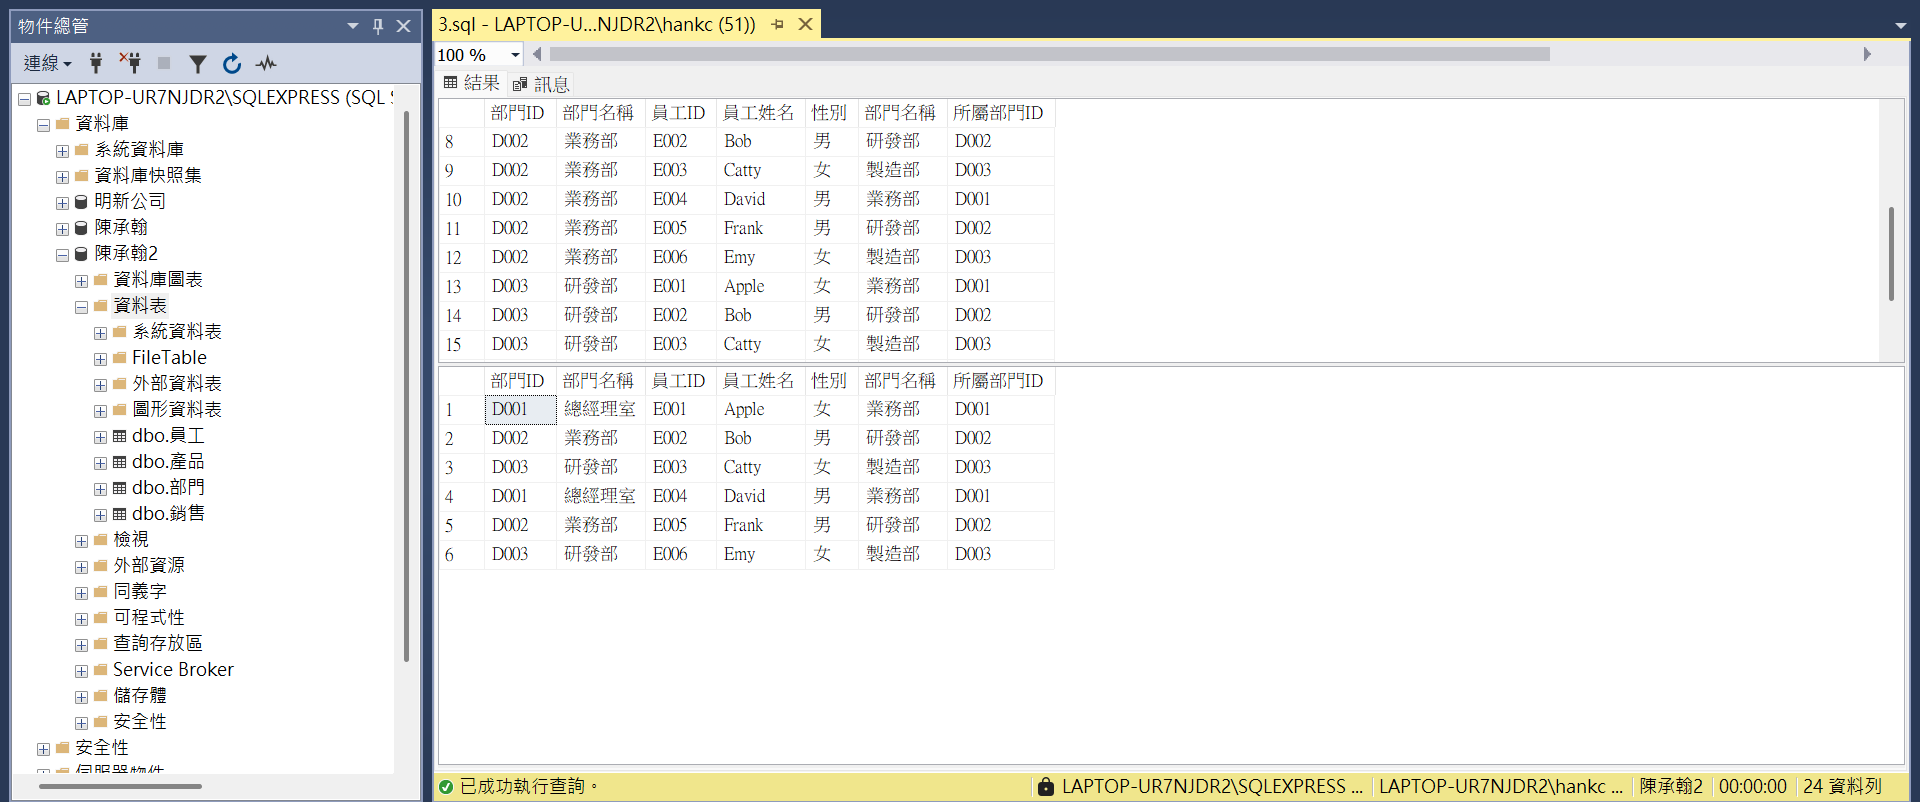 物件總管
連線
LAPTOP-UR7NJDR2\SQLEXPRESS (SQL S
資料庫
系統資料庫
資料庫快照集
明新公司
陳承翰
陳承翰2
資料庫圖表
資料表
系統資料表
FileTable
外部資料表
圖形資料表
dbo.員工
dbo.產品
dbo.部門
dbo.銷售
檢視
外部資源
同義字
可程式性
查詢存放區
Service Broker
儲存體
安全性
安全性
伺服器物件
3.sql - LAPTOP-U...NJDR2\hankc (51))
100 %
結果 訊息
部門ID 部門名稱 員工ID 員工姓名 性別 部門名稱 所屬部門ID
8 D002 業務部 E002 Bob 男 研發部 D002
9 D002 業務部 E003 Catty 女 製造部 D003
10 D002 業務部 E004 David 男 業務部 D001
11 D002 業務部 E005 Frank 男 研發部 D002
12 D002 業務部 E006 Emy 女 製造部 D003
13 D003 研發部 E001 Apple 女 業務部 D001
14 D003 研發部 E002 Bob 男 研發部 D002
15 D003 研發部 E003 Catty 女 製造部 D003
部門ID 部門名稱 員工ID 員工姓名 性別 部門名稱 所屬部門ID
1 D001 總經理室 E001 Apple 女 業務部 D001
2 D002 業務部 E002 Bob 男 研發部 D002
3 D003 研發部 E003 Catty 女 製造部 D003
4 D001 總經理室 E004 David 男 業務部 D001
5 D002 業務部 E005 Frank 男 研發部 D002
6 D003 研發部 E006 Emy 女 製造部 D003
已成功執行查詢。 LAPTOP-UR7NJDR2\SQLEXPRESS ... LAPTOP-UR7NJDR2\hankc ... 陳承翰2 00:00:00 24 資料列